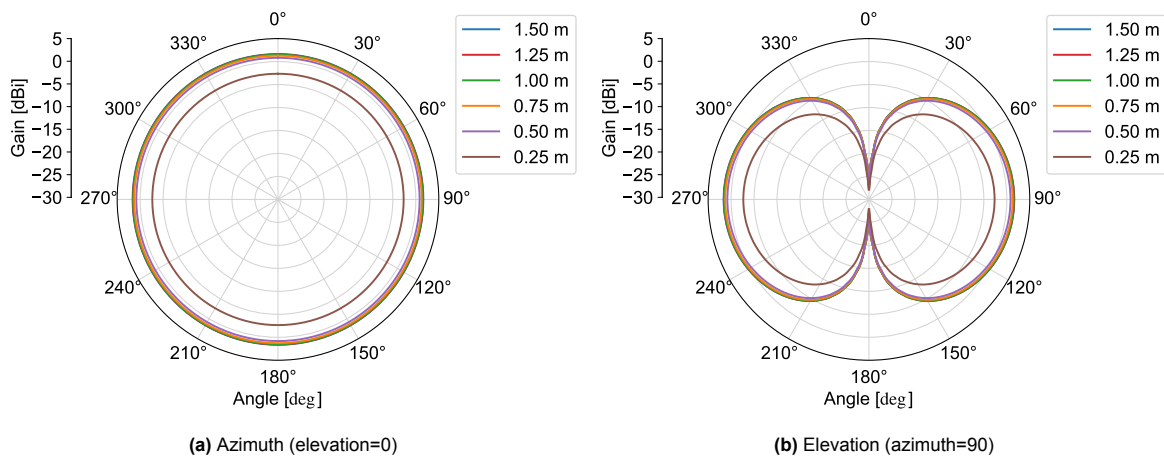 0°
30°
60°
90°
120°
150°
180°
210°
240°
270°
300°
330°
5
0
−5
−10
−15
−20
−25
−30
Gain [dBi]
Angle [deg]
1.50 m
1.25 m
1.00 m
0.75 m
0.50 m
0.25 m
(a) Azimuth (elevation=0)
0°
30°
60°
90°
120°
150°
180°
210°
240°
270°
300°
330°
5
0
−5
−10
−15
−20
−25
−30
Gain [dBi]
Angle [deg]
1.50 m
1.25 m
1.00 m
0.75 m
0.50 m
0.25 m
(b) Elevation (azimuth=90)